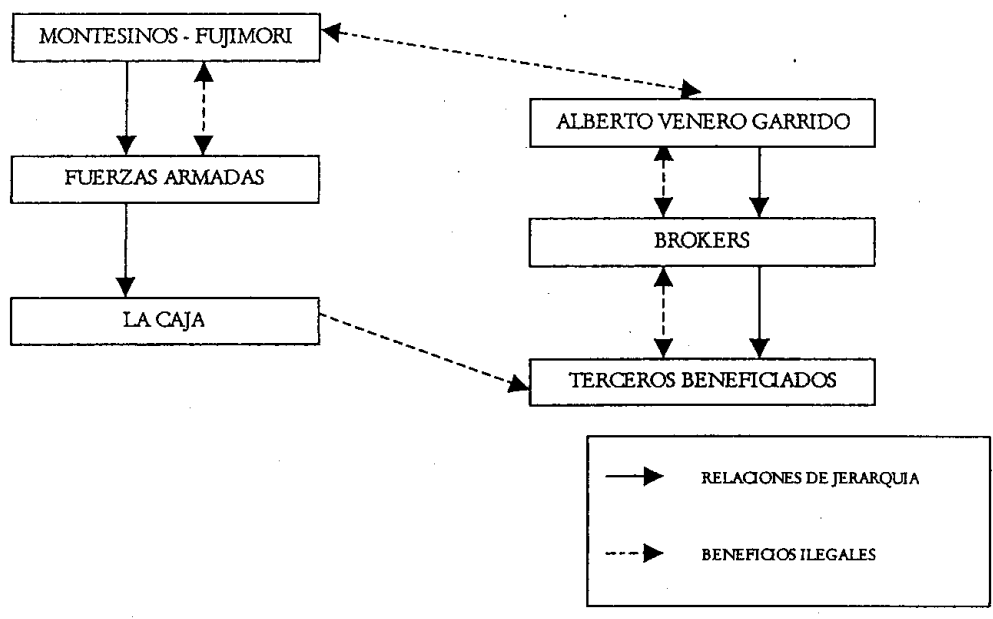 MONTESINOS - FUJIMORI
ALBERTO VENERO GARRIDO
FUERZAS ARMADAS
BROKERS
LA CAJA
TERCEROS BENEFICIADOS
RELACIONES DE JERARQUIA
BENEFICIOS ILEGALES